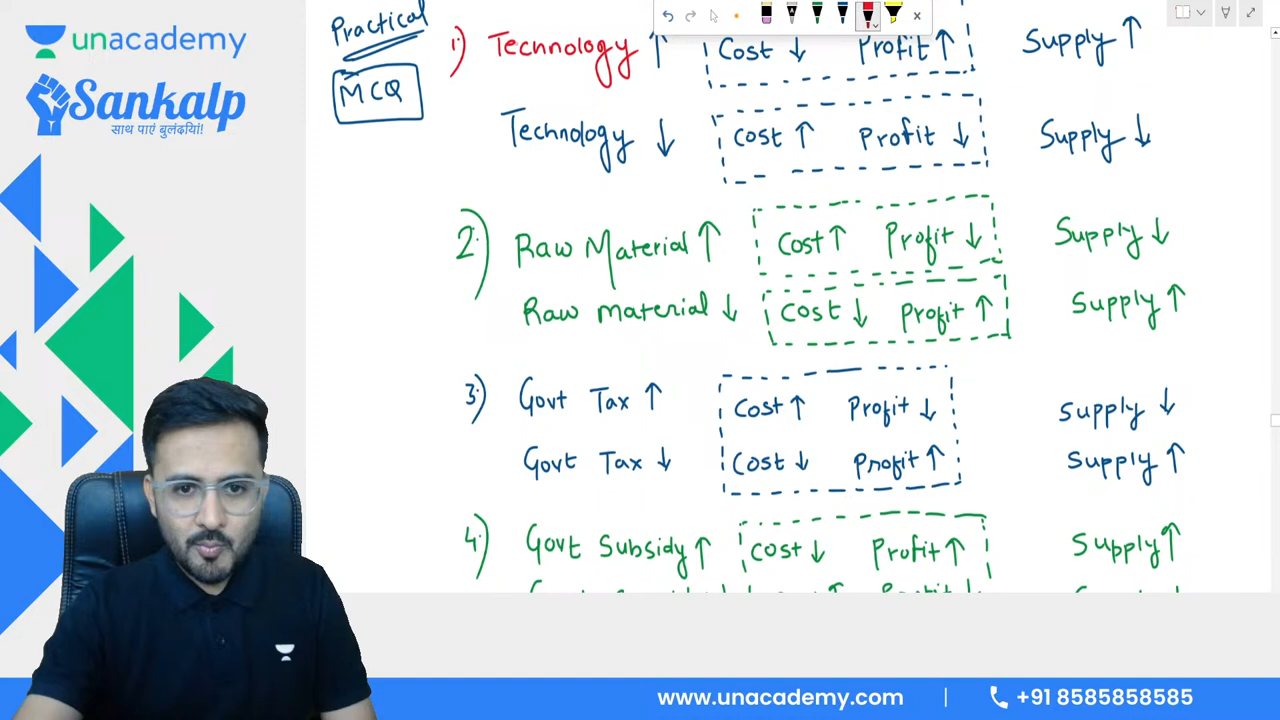 unacademy
Sankalp
साथ पाएं बुलंदियां!
Practical
MCQ
1) Technology ↑ Cost ↓ Profit ↑ Supply ↑
Technology ↓ Cost ↑ Profit ↓ Supply ↓
2) Raw Material ↑ Cost ↑ Profit ↓ Supply ↓
Raw material ↓ Cost ↓ Profit ↑ Supply ↑
3) Govt Tax ↑ Cost ↑ Profit ↓ Supply ↓
Govt Tax ↓ Cost ↓ Profit ↑ Supply ↑
4) Govt Subsidy ↑ Cost ↓ Profit ↑ Supply ↑
www.unacademy.com | +91 8585858585